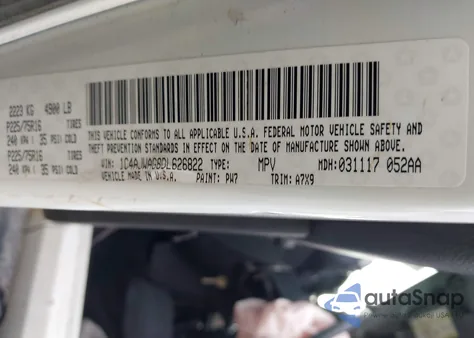 2223 KG 4900 LB
P225/75R16 TIRES
240 KPA ( 35 PSI) COLD
P225/75R16 TIRES
240 KPA ( 35 PSI) COLD
THIS VEHICLE CONFORMS TO ALL APPLICABLE U.S.A. FEDERAL MOTOR VEHICLE SAFETY AND
THEFT PREVENTION STANDARDS IN EFFECT ON THE DATE OF MANUFACTURE SHOWN ABOVE.
VIN: 1C4AJWAG8DL626822 TYPE: MPV MDH: 031117 052AA
VEHICLE MADE IN U.S.A. PAINT: PW7 TRIM: A7X9
autoSnap